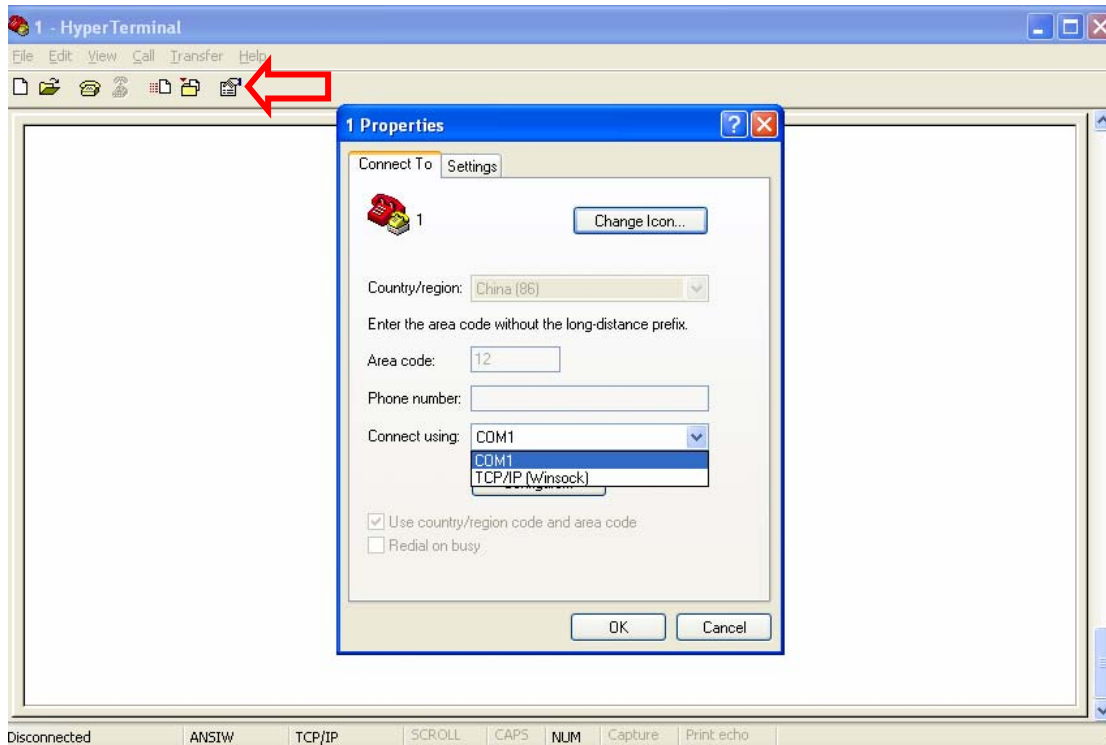 1 - HyperTerminal
File Edit View Call Transfer Help
1 Properties
Connect To Settings
1 Change Icon...
Country/region: China (86)
Enter the area code without the long-distance prefix.
Area code: 12
Phone number:
Connect using: COM1
COM1
TCP/IP (Winsock)
Use country/region code and area code
Redial on busy
OK Cancel
Disconnected ANSIW TCP/IP SCROLL CAPS NUM Capture Print echo